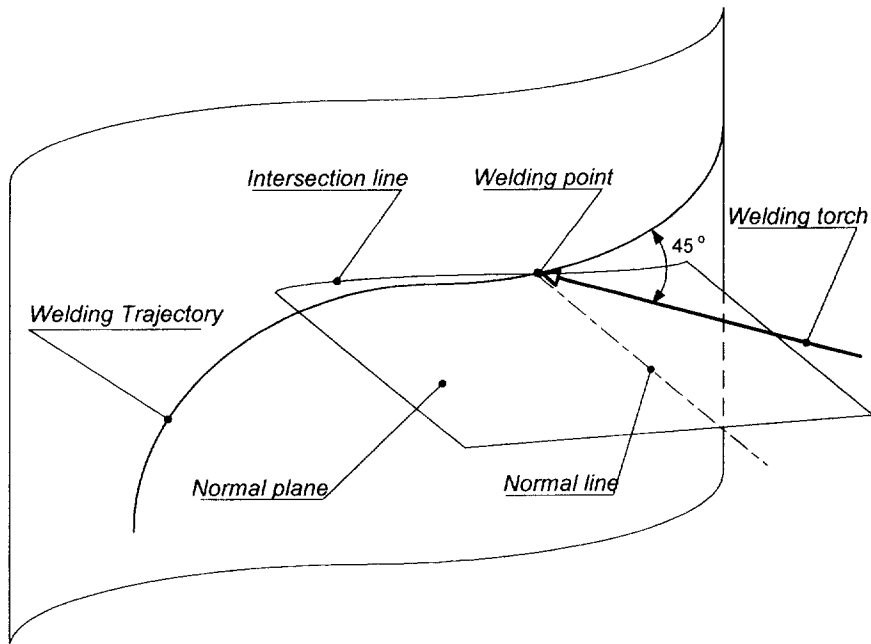 Intersection line
Welding point
Welding torch
45°
Welding Trajectory
Normal plane
Normal line